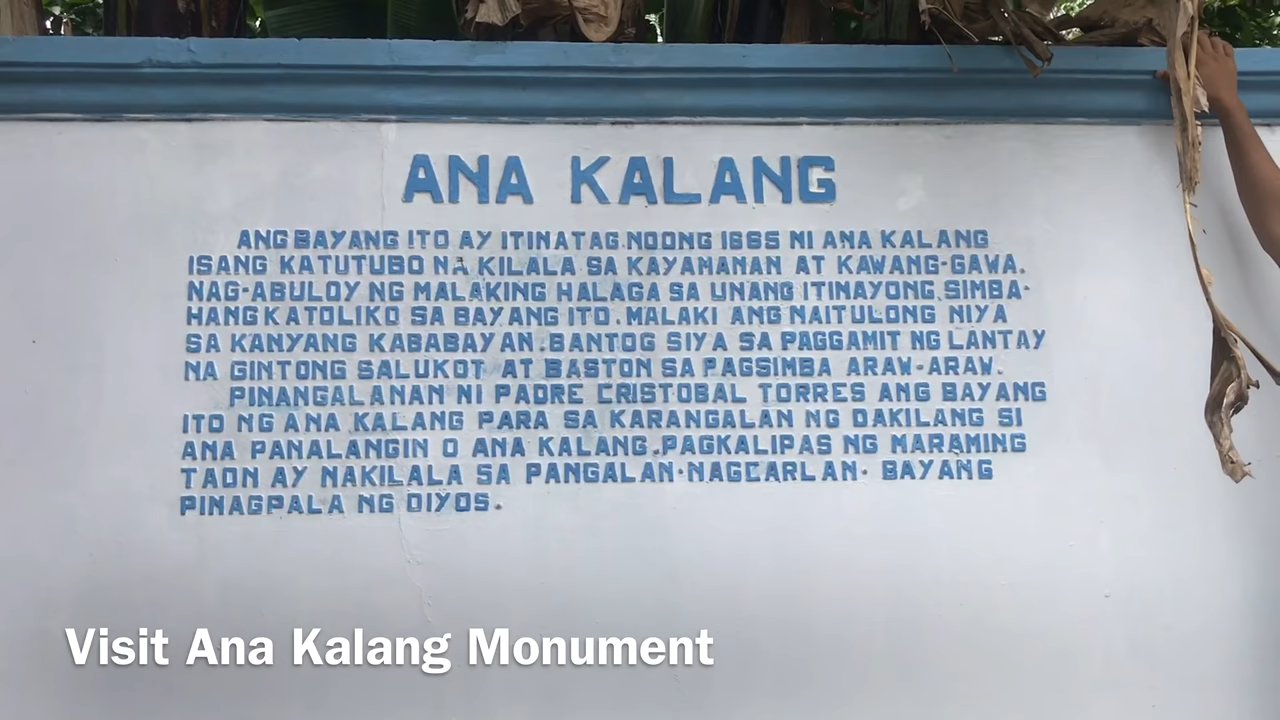 ANA KALANG
ANG BAYANG ITO AY ITINATAG NOONG 1865 NI ANA KALANG
ISANG KATUTUBO NA KILALA SA KAYAMANAN AT KAWANG-GAWA.
NAG-ABULOY NG MALAKING HALAGA SA UNANG ITINAYONG SIMBA-
HANG KATOLIKO SA BAYANG ITO. MALAKI ANG NAITULONG NIYA
SA KANYANG KABABAYAN. BANTOG SIYA SA PAGGAMIT NG LANTAY
NA GINTONG SALUKOT AT BASTON SA PAGSIMBA ARAW-ARAW.
PINANGALANAN NI PADRE CRISTOBAL TORRES ANG BAYANG
ITO NG ANA KALANG PARA SA KARANGALAN NG DAKILANG SI
ANA PANALANGIN O ANA KALANG. PAGKALIPAS NG MARAMING
TAON AY NAKILALA SA PANGALAN-NAGCARLAN- BAYANG
PINAGPALA NG DIYOS.
Visit Ana Kalang Monument